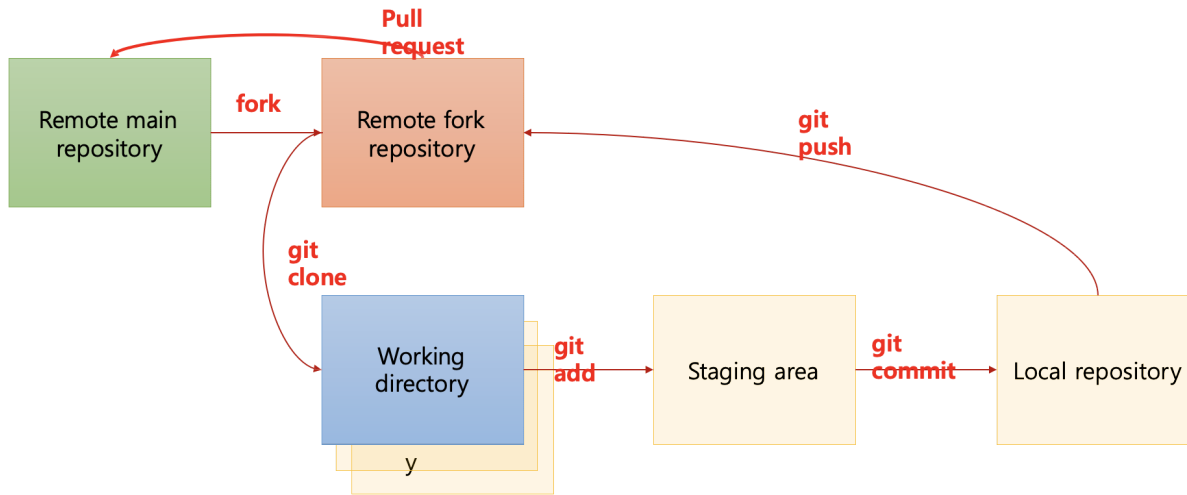 Pull
request
fork
Remote main
repository
Remote fork
repository
git
push
git
clone
Working
directory
git
add
Staging area
git
commit
Local repository
y